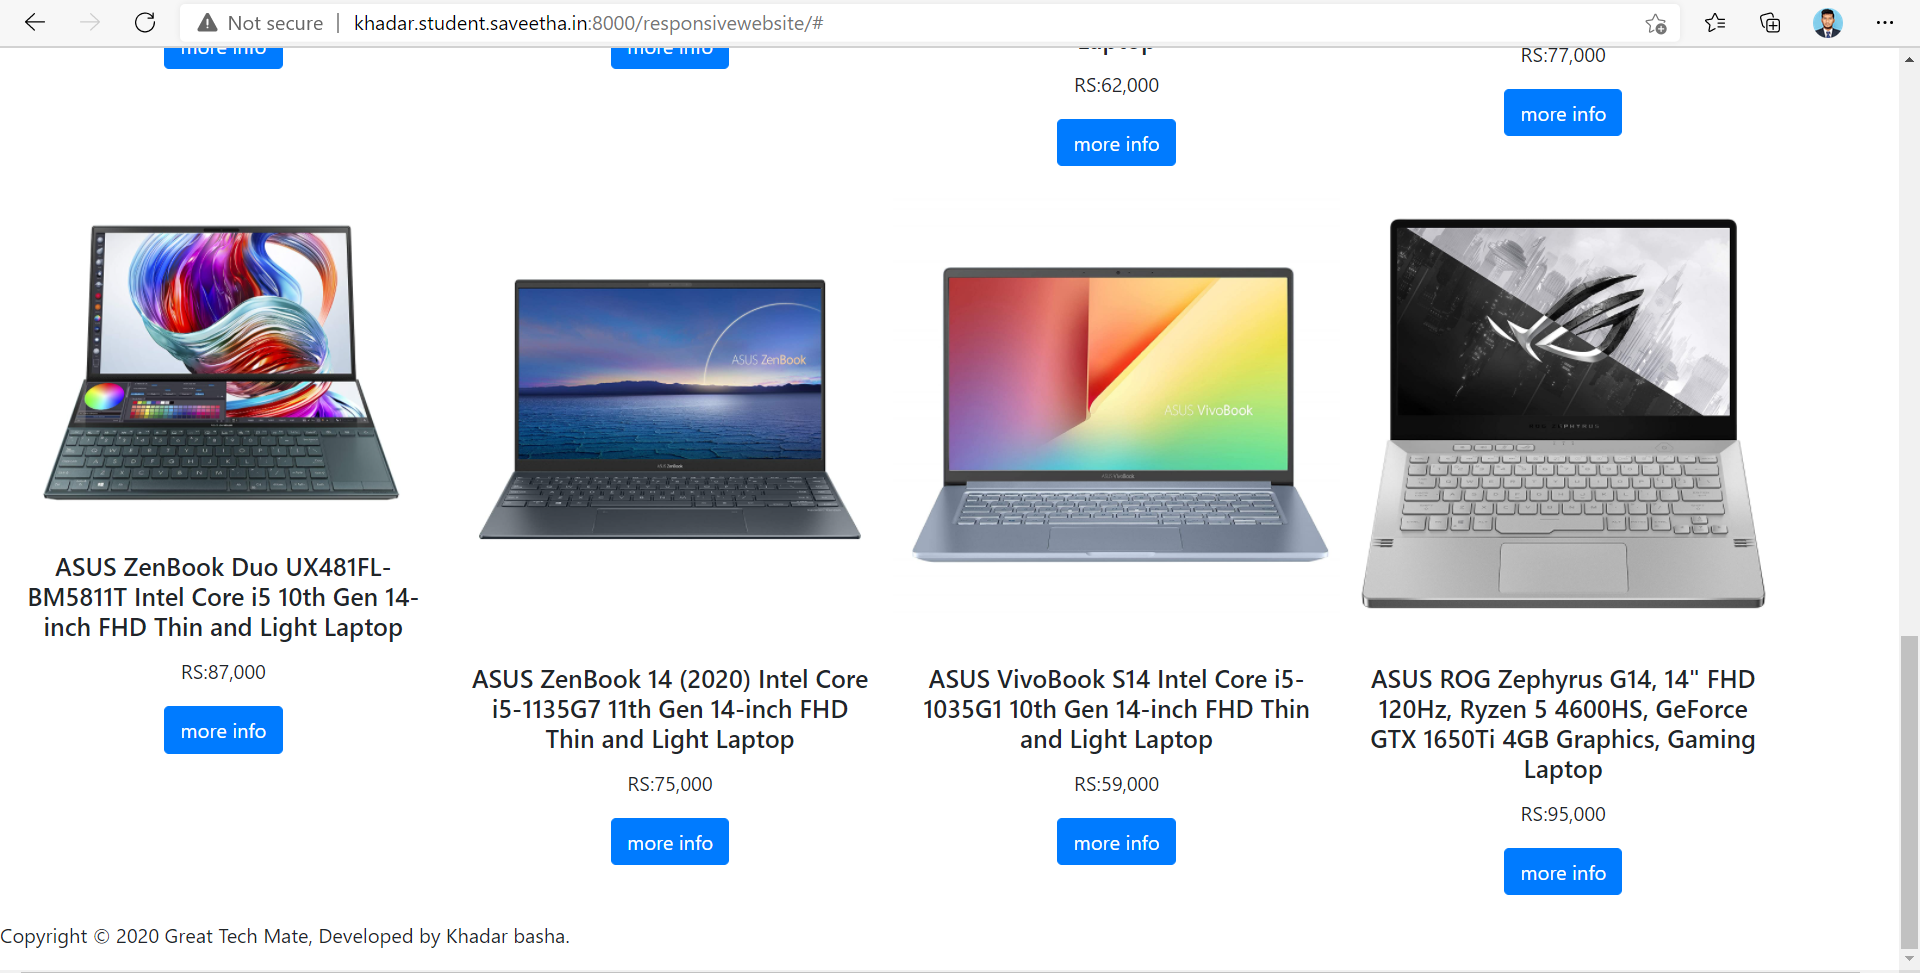 Not secure | khadar.student.saveetha.in:8000/responsivewebsite/#
more info
more info
Laptop
RS:77,000
RS:62,000
more info
more info
ASUS ZenBook
ASUS VivoBook
ASUS ZenBook Duo UX481FL-
BM5811T Intel Core i5 10th Gen 14-
inch FHD Thin and Light Laptop
RS:87,000
more info
ASUS ZenBook 14 (2020) Intel Core
i5-1135G7 11th Gen 14-inch FHD
Thin and Light Laptop
RS:75,000
more info
ASUS VivoBook S14 Intel Core i5-
1035G1 10th Gen 14-inch FHD Thin
and Light Laptop
RS:59,000
more info
ASUS ROG Zephyrus G14, 14" FHD
120Hz, Ryzen 5 4600HS, GeForce
GTX 1650Ti 4GB Graphics, Gaming
Laptop
RS:95,000
more info
Copyright © 2020 Great Tech Mate, Developed by Khadar basha.